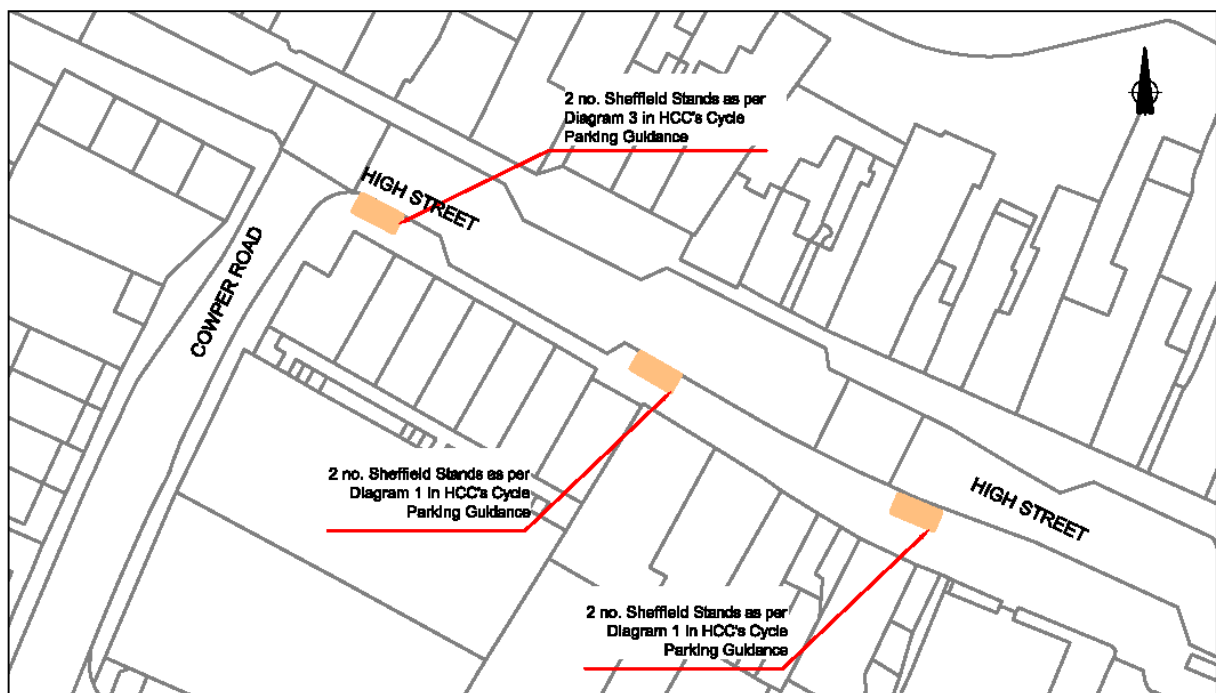 2 no. Sheffield Stands as per
Diagram 3 in HCC's Cycle
Parking Guidance
HIGH STREET
COWPER ROAD
2 no. Sheffield Stands as per
Diagram 1 in HCC's Cycle
Parking Guidance
HIGH STREET
2 no. Sheffield Stands as per
Diagram 1 in HCC's Cycle
Parking Guidance